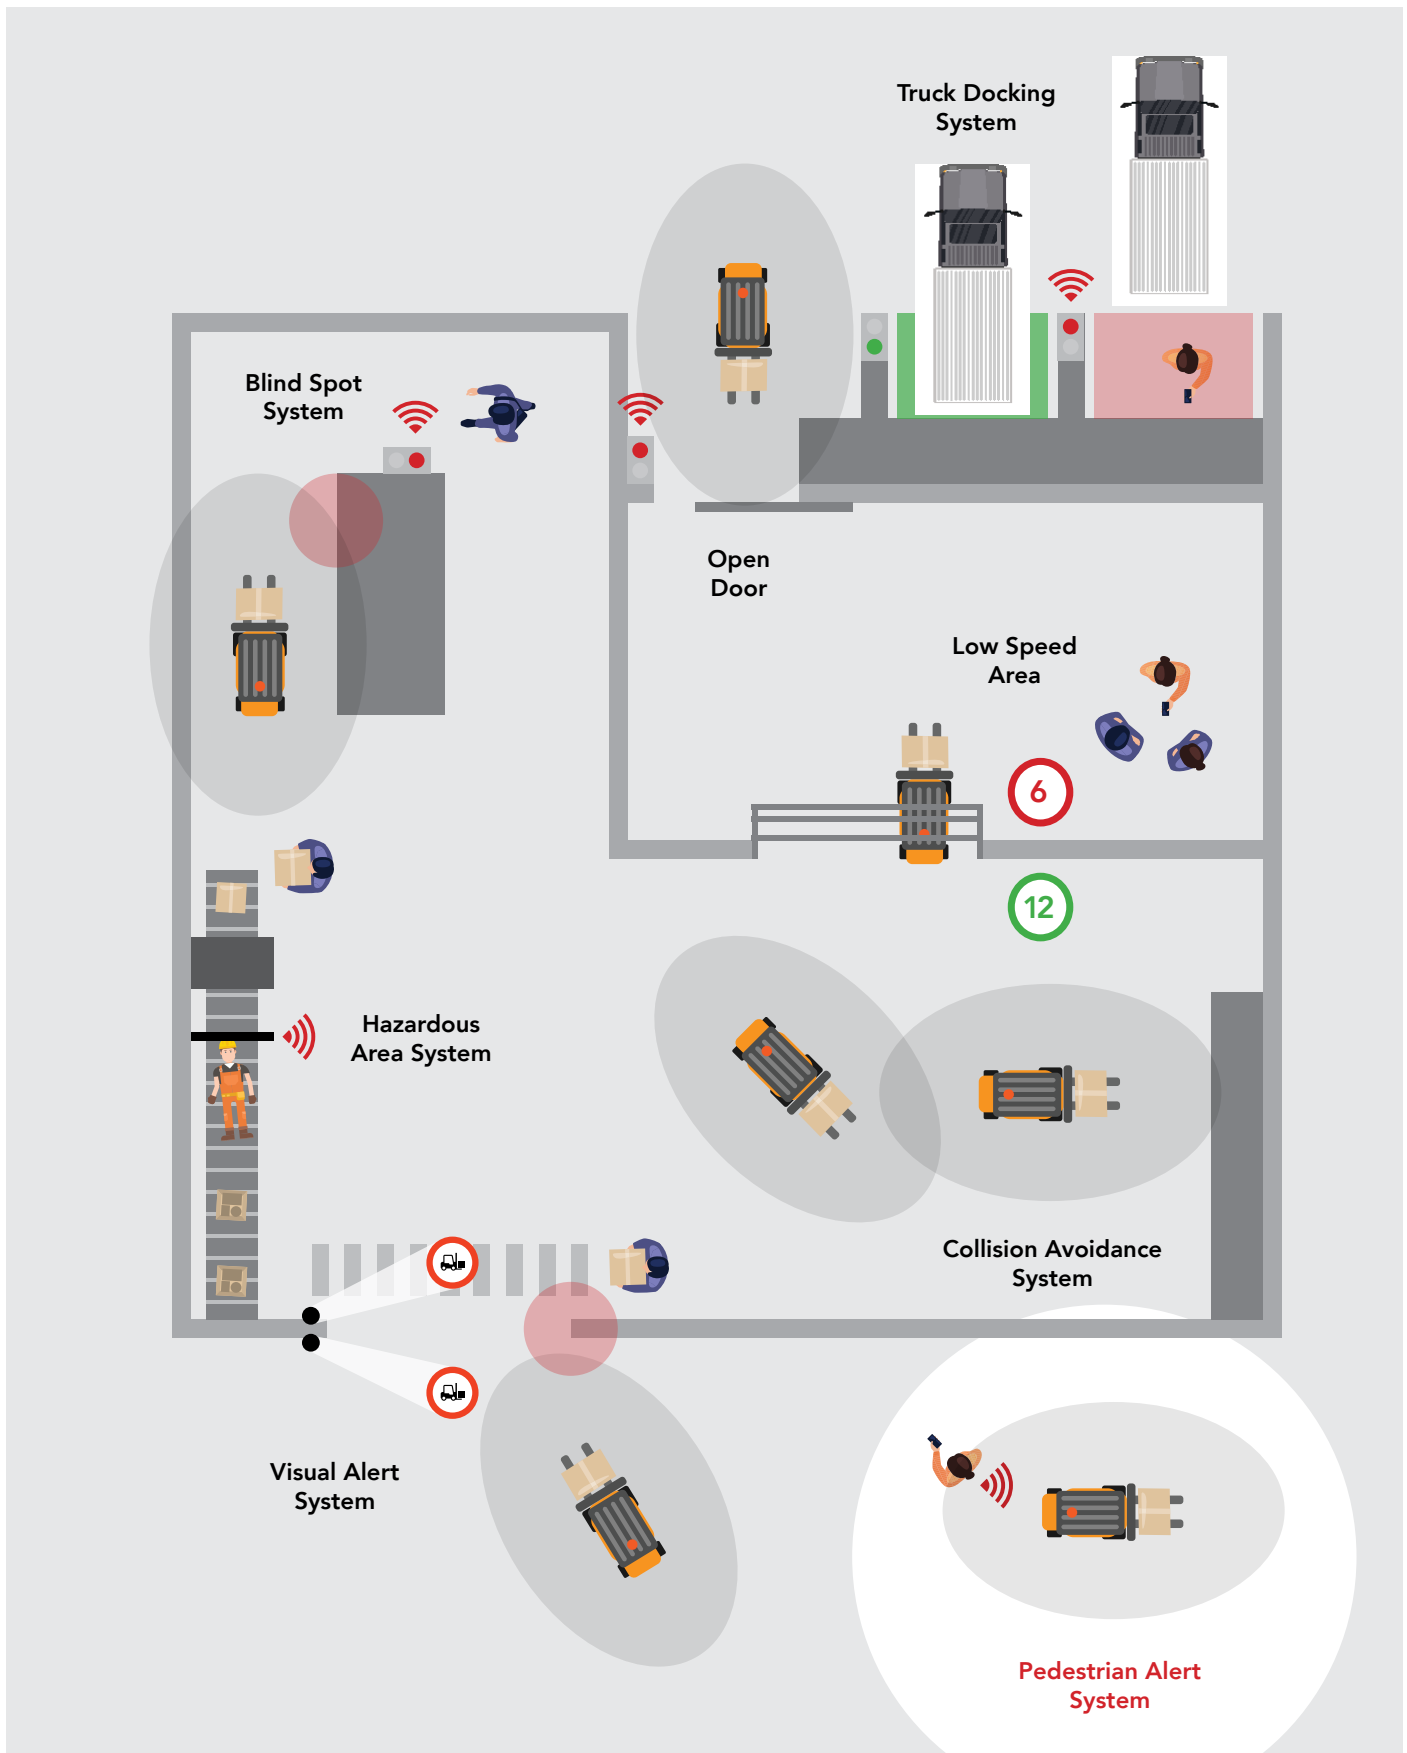 Truck Docking
System
Blind Spot
System
Open
Door
Low Speed
Area
6
12
Hazardous
Area System
Collision Avoidance
System
Visual Alert
System
Pedestrian Alert
System